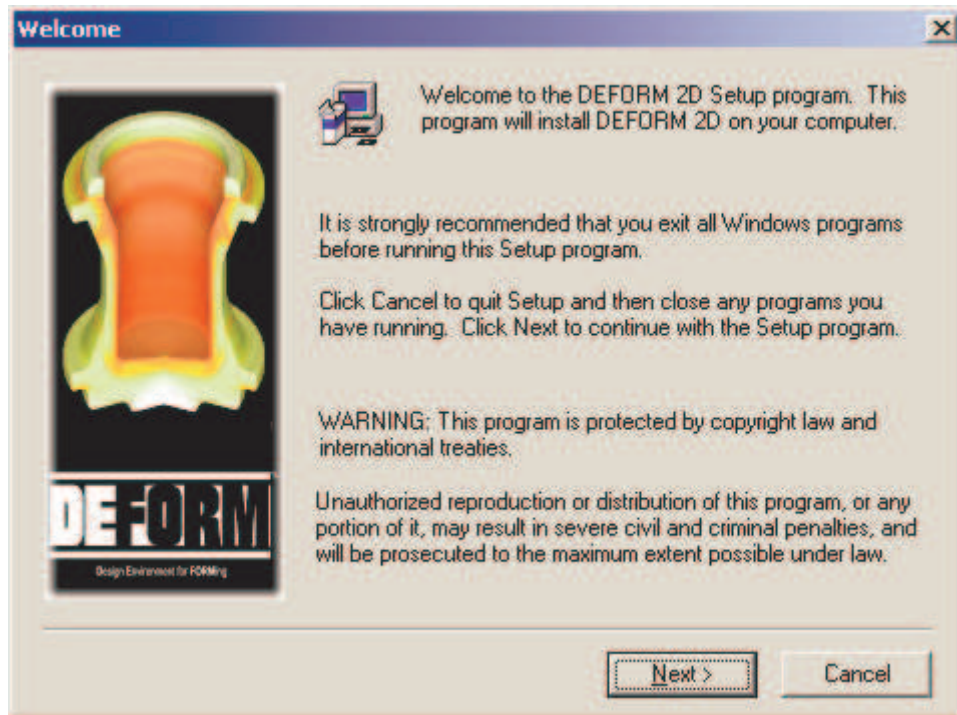 Welcome
Welcome to the DEFORM 2D Setup program. This
program will install DEFORM 2D on your computer.
It is strongly recommended that you exit all Windows programs
before running this Setup program.
Click Cancel to quit Setup and then close any programs you
have running. Click Next to continue with the Setup program.
WARNING: This program is protected by copyright law and
international treaties.
Unauthorized reproduction or distribution of this program, or any
portion of it, may result in severe civil and criminal penalties, and
will be prosecuted to the maximum extent possible under law.
DEFORM
Design Environment for FORMing
Next >
Cancel